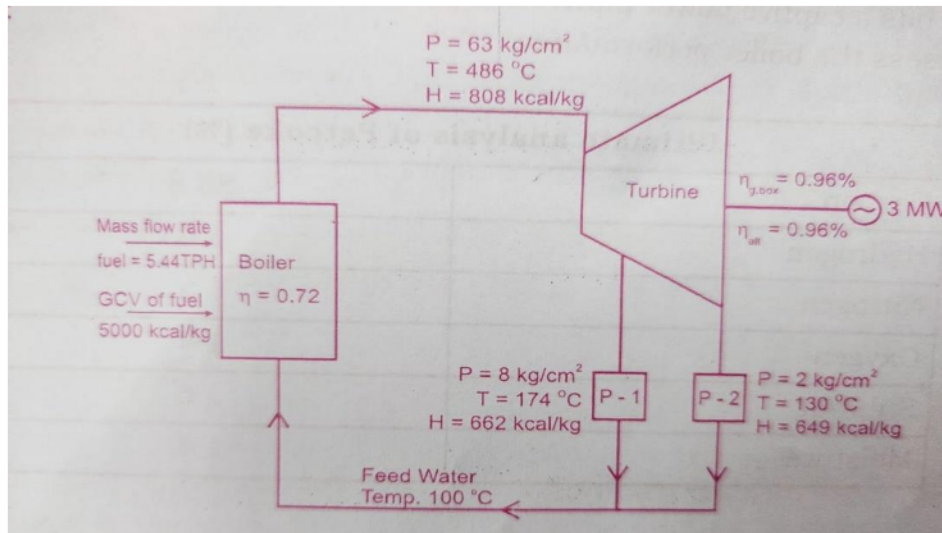 P = 63 kg/cm²
T = 486 °C
H = 808 kcal/kg
Turbine
η g.box = 0.96%
3 MW
η alt = 0.96%
Mass flow rate
fuel = 5.44TPH
GCV of fuel
5000 kcal/kg
Boiler
η = 0.72
P = 8 kg/cm²
T = 174 °C
H = 662 kcal/kg
P - 1
P - 2
P = 2 kg/cm²
T = 130 °C
H = 649 kcal/kg
Feed Water
Temp. 100 °C